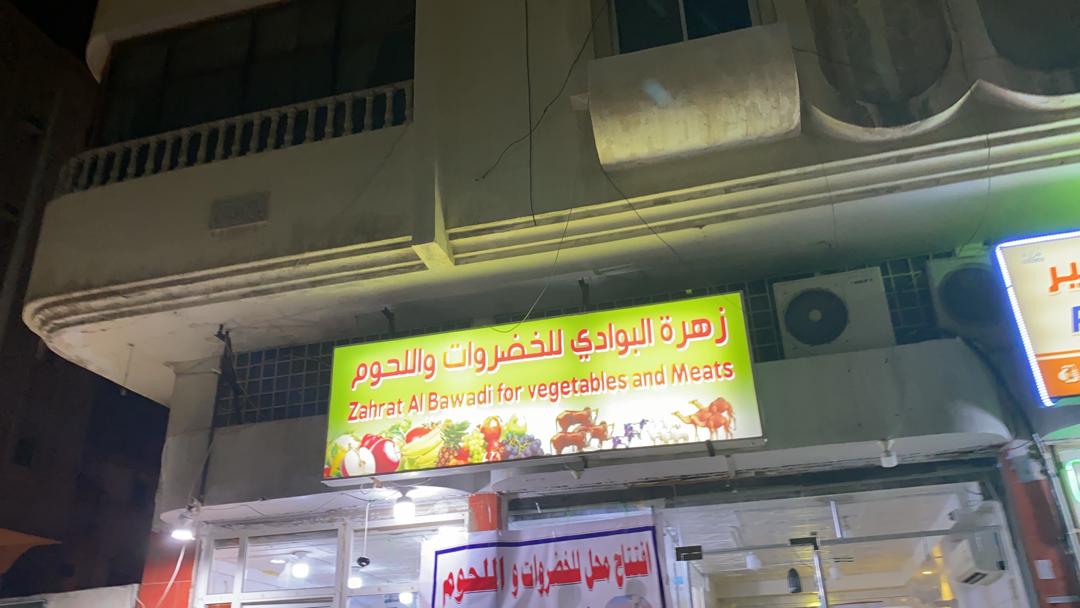 زهرة البوادي للخضروات واللحوم
Zahrat Al Bawadi for vegetables and Meats
افتتاح محل للخضروات و اللحوم